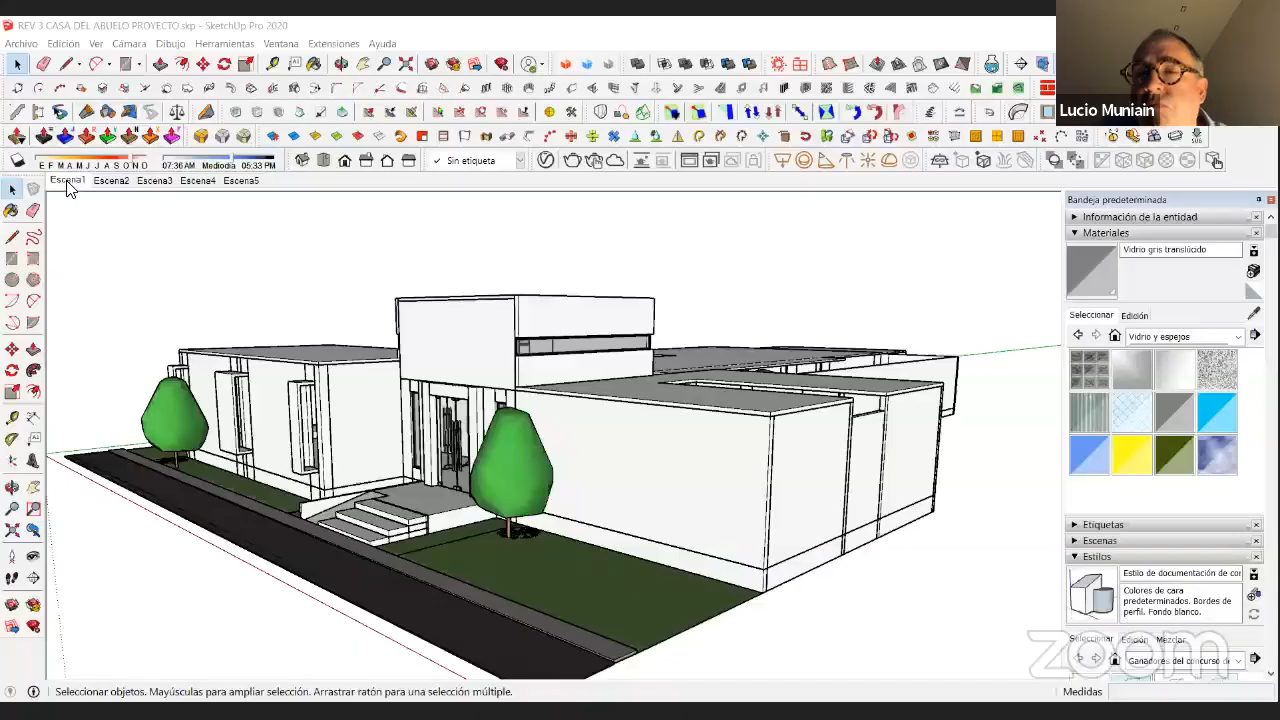 REV 3 CASA DEL ABUELO PROYECTO.skp - SketchUp Pro 2020
Archivo Edición Ver Cámara Dibujo Herramientas Ventana Extensiones Ayuda
Lucio Muniain
E F M A M J J A S O N D 07:36 AM Mediodía 05:33 PM
Sin etiqueta
Escena1 Escena2 Escena3 Escena4 Escena5
Bandeja predeterminada
Información de la entidad
Materiales
Vidrio gris translúcido
Seleccionar Edición
Vidrio y espejos
Etiquetas
Escenas
Estilos
Estilo de documentación de cor
Colores de cara
predeterminados. Bordes de
perfil. Fondo blanco.
Seleccionar Edición Mezclar
Ganadores del concurso de
zoom
Seleccionar objetos. Mayúsculas para ampliar selección. Arrastrar ratón para una selección múltiple.
Medidas